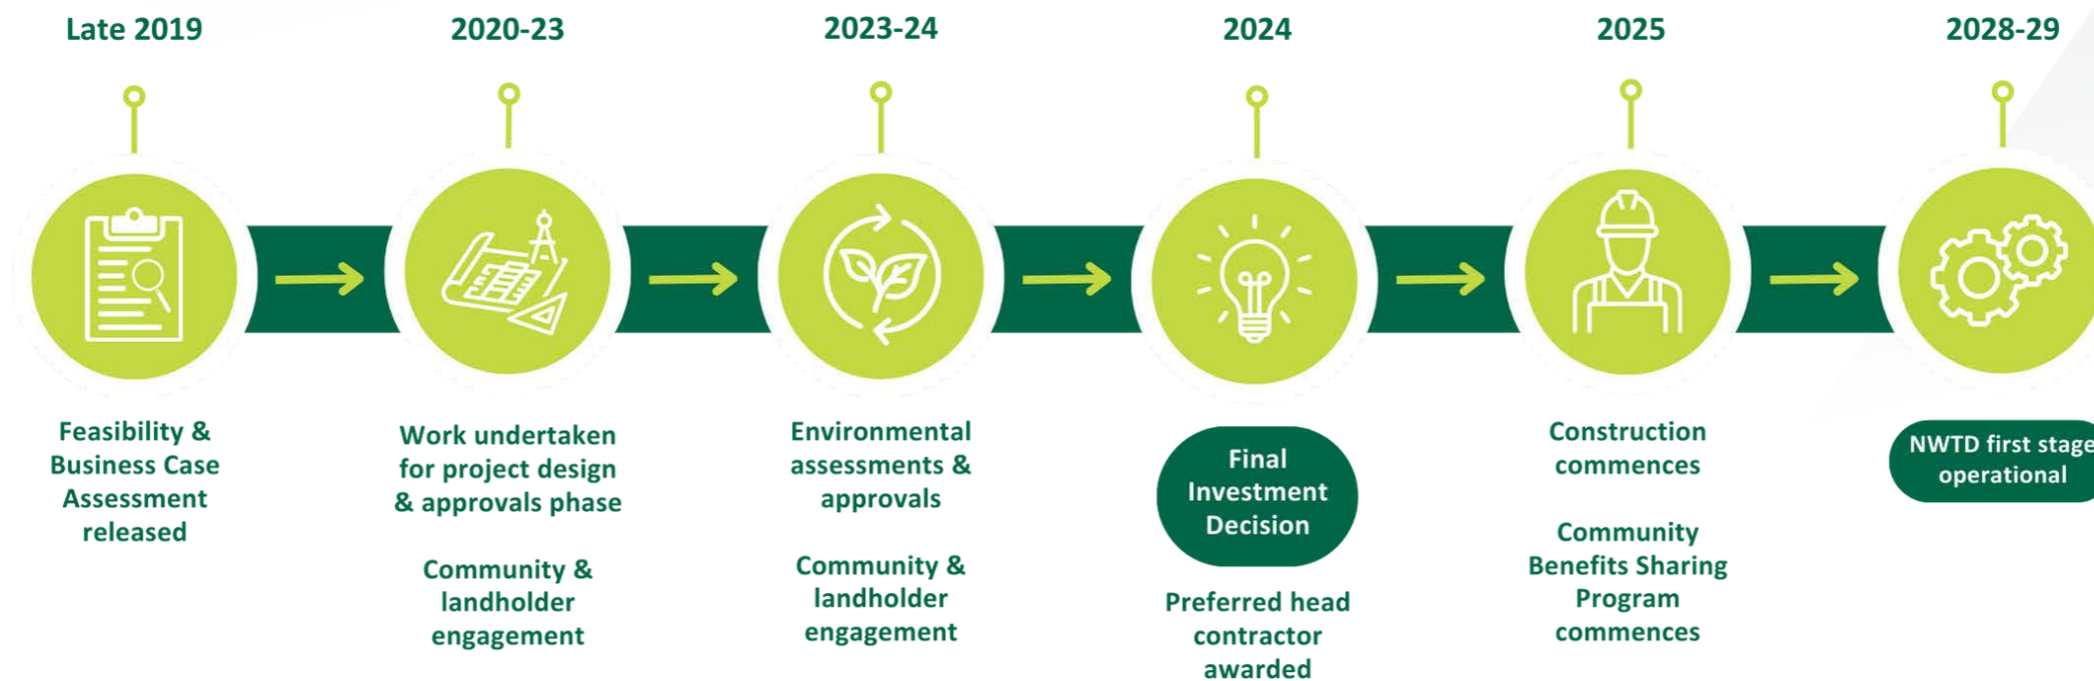 Late 2019
2020-23
2023-24
2024
2025
2028-29
Feasibility &
Business Case
Assessment
released
Work undertaken
for project design
& approvals phase
Community &
landholder
engagement
Environmental
assessments &
approvals
Community &
landholder
engagement
Final
Investment
Decision
Preferred head
contractor
awarded
Construction
commences
Community
Benefits Sharing
Program
commences
NWTD first stage
operational